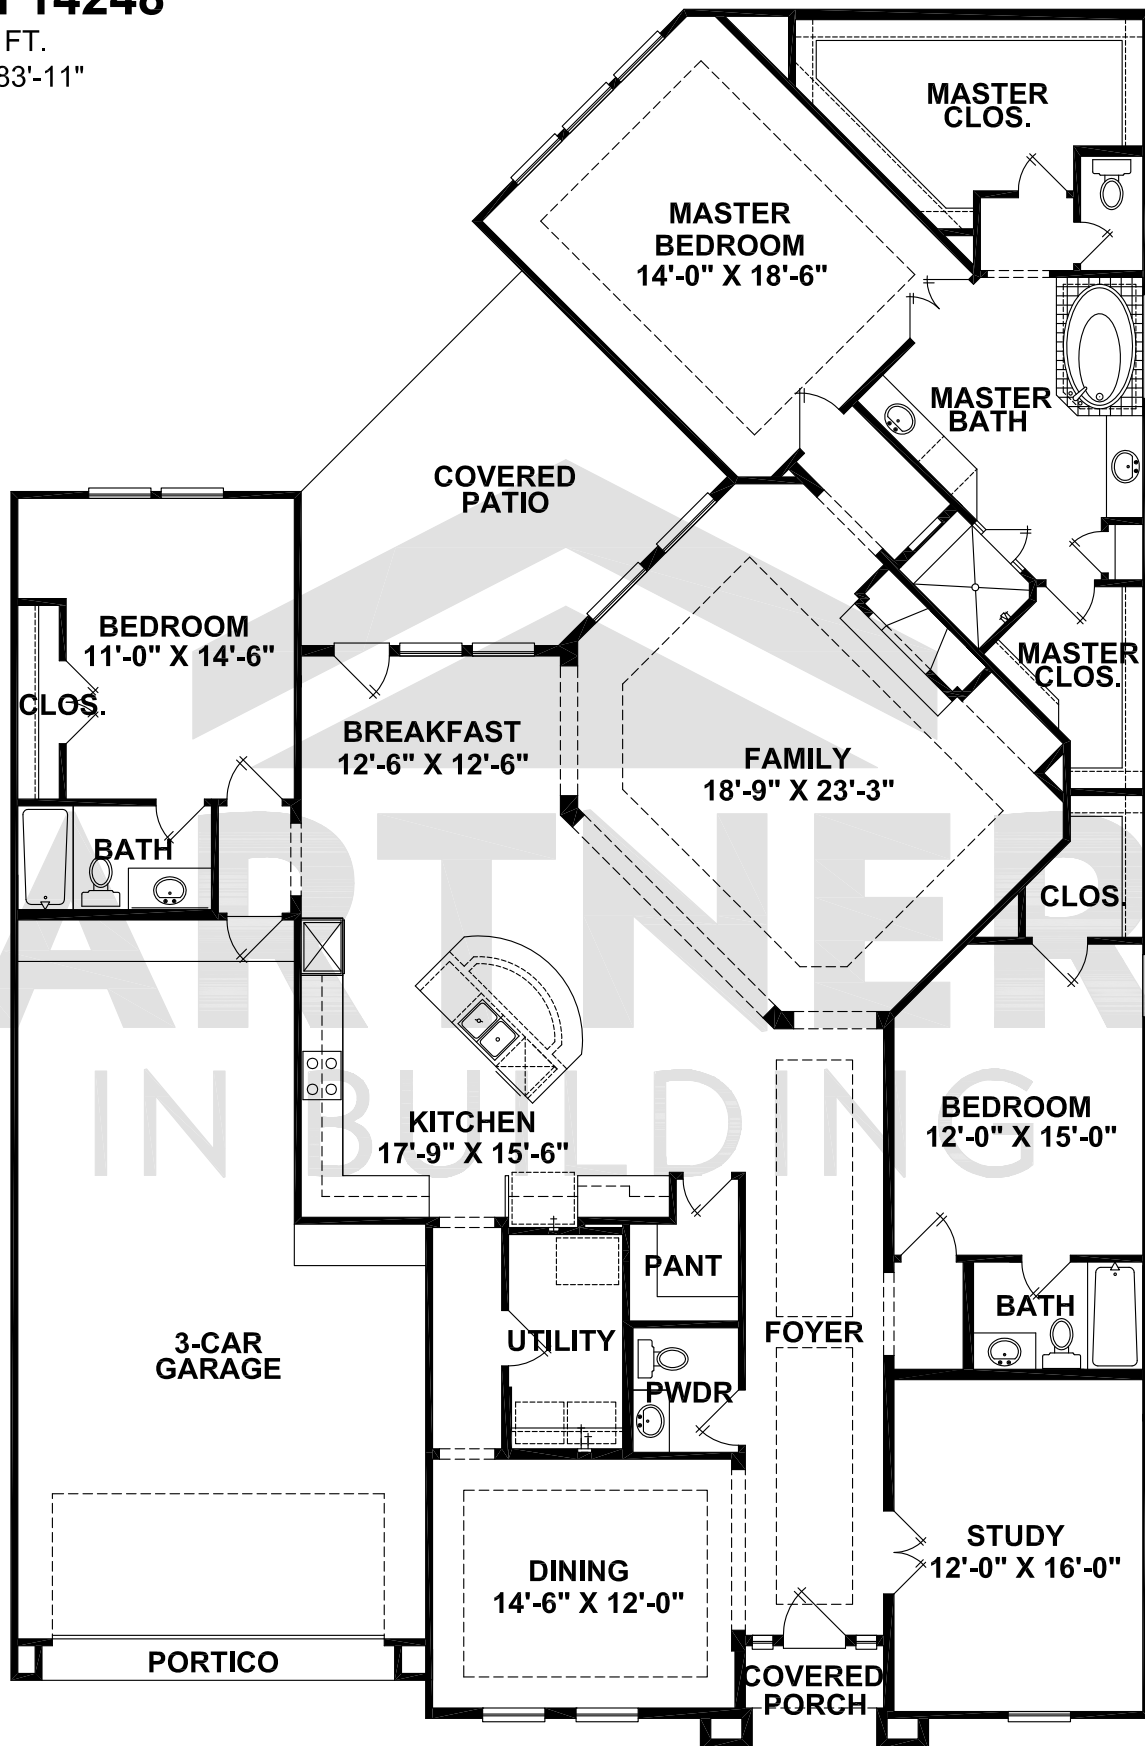 14248
FT.
83'-11"
MASTER
CLOS.
MASTER
BEDROOM
14'-0" X 18'-6"
MASTER
BATH
COVERED
PATIO
BEDROOM
11'-0" X 14'-6"
CLOS.
MASTER
CLOS.
BREAKFAST
12'-6" X 12'-6"
FAMILY
18'-9" X 23'-3"
BATH
CLOS.
ARTNER
IN BUILDING
KITCHEN
17'-9" X 15'-6"
BEDROOM
12'-0" X 15'-0"
PANT
UTILITY
FOYER
BATH
3-CAR
GARAGE
PWDR
STUDY
12'-0" X 16'-0"
DINING
14'-6" X 12'-0"
PORTICO
COVERED
PORCH